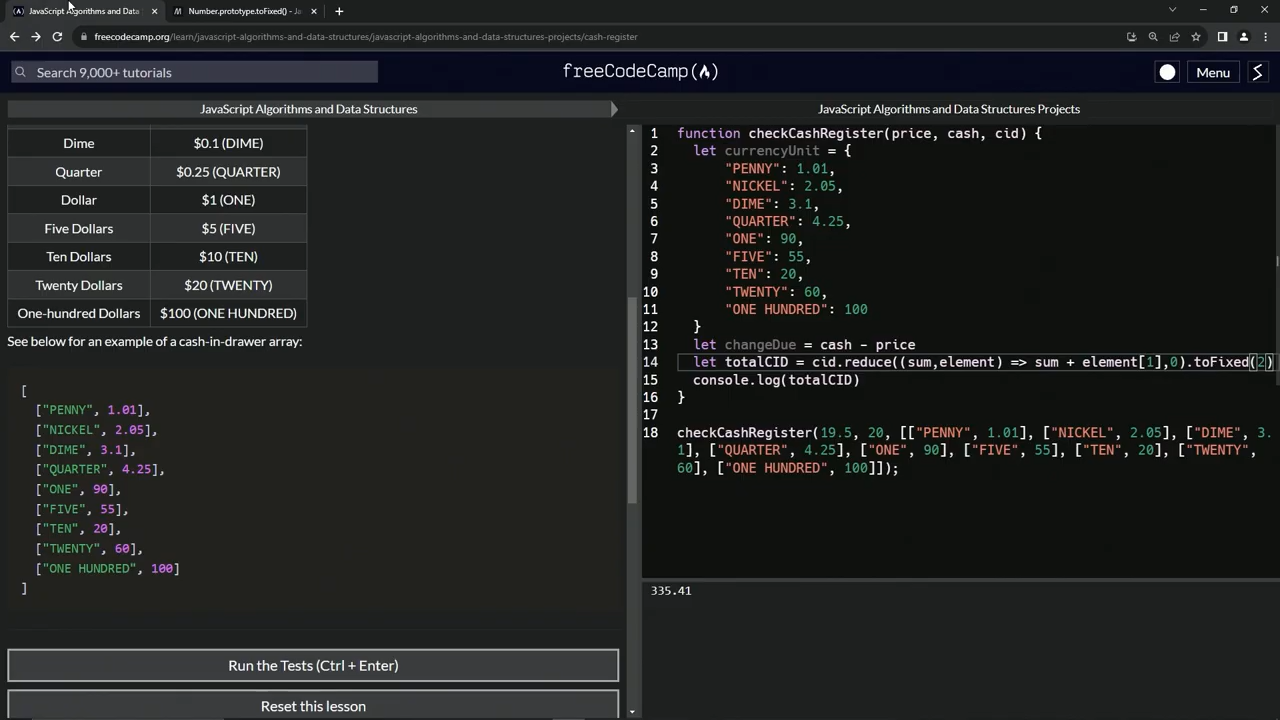 JavaScript Algorithms and Data
Number.prototype.toFixed() - Ja
freecodecamp.org/learn/javascript-algorithms-and-data-structures/javascript-algorithms-and-data-structures-projects/cash-register
Search 9,000+ tutorials
freeCodeCamp
Menu
JavaScript Algorithms and Data Structures
Dime $0.1 (DIME)
Quarter $0.25 (QUARTER)
Dollar $1 (ONE)
Five Dollars $5 (FIVE)
Ten Dollars $10 (TEN)
Twenty Dollars $20 (TWENTY)
One-hundred Dollars $100 (ONE HUNDRED)
See below for an example of a cash-in-drawer array:
[
["PENNY", 1.01],
["NICKEL", 2.05],
["DIME", 3.1],
["QUARTER", 4.25],
["ONE", 90],
["FIVE", 55],
["TEN", 20],
["TWENTY", 60],
["ONE HUNDRED", 100]
]
Run the Tests (Ctrl + Enter)
Reset this lesson
JavaScript Algorithms and Data Structures Projects
1 function checkCashRegister(price, cash, cid) {
2 let currencyUnit = {
3 "PENNY": 1.01,
4 "NICKEL": 2.05,
5 "DIME": 3.1,
6 "QUARTER": 4.25,
7 "ONE": 90,
8 "FIVE": 55,
9 "TEN": 20,
10 "TWENTY": 60,
11 "ONE HUNDRED": 100
12 }
13 let changeDue = cash - price
14 let totalCID = cid.reduce((sum,element) => sum + element[1],0).toFixed(2)
15 console.log(totalCID)
16 }
17
18 checkCashRegister(19.5, 20, [["PENNY", 1.01], ["NICKEL", 2.05], ["DIME", 3.
1], ["QUARTER", 4.25], ["ONE", 90], ["FIVE", 55], ["TEN", 20], ["TWENTY",
60], ["ONE HUNDRED", 100]]);
335.41